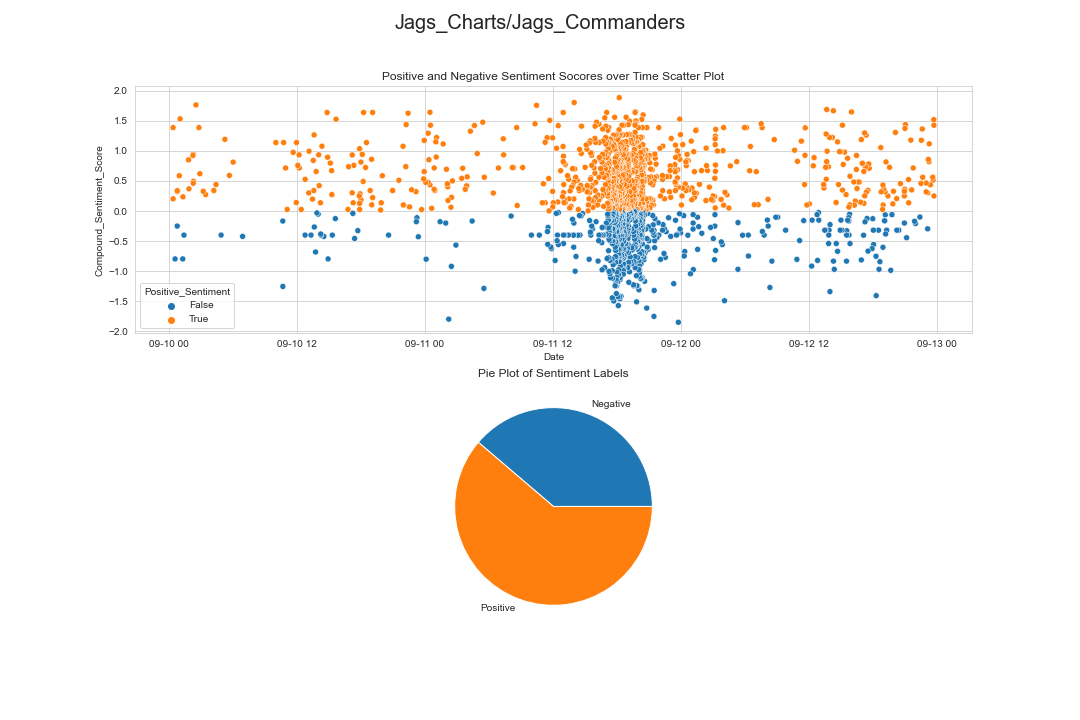 Jags_Charts/Jags_Commanders
Positive and Negative Sentiment Socores over Time Scatter Plot
2.0
1.5
1.0
0.5
0.0
−0.5
−1.0
−1.5
−2.0
Compound_Sentiment_Score
Positive_Sentiment
False
True
09-10 00 09-10 12 09-11 00 09-11 12 09-12 00 09-12 12 09-13 00
Date
Pie Plot of Sentiment Labels
Negative
Positive